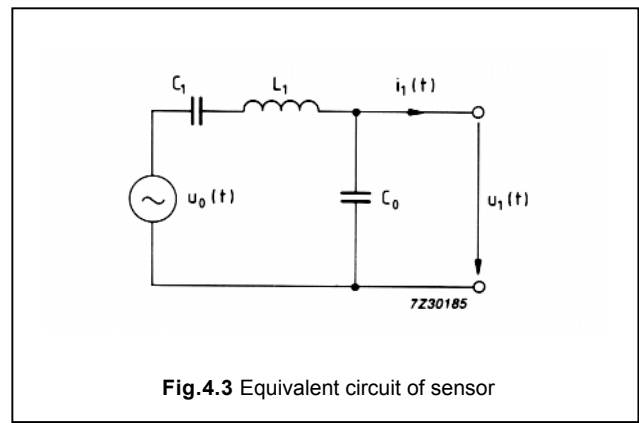 C₁ L₁ i₁(t)
u₀(t) C₀ u₁(t)
7Z30185
Fig.4.3 Equivalent circuit of sensor